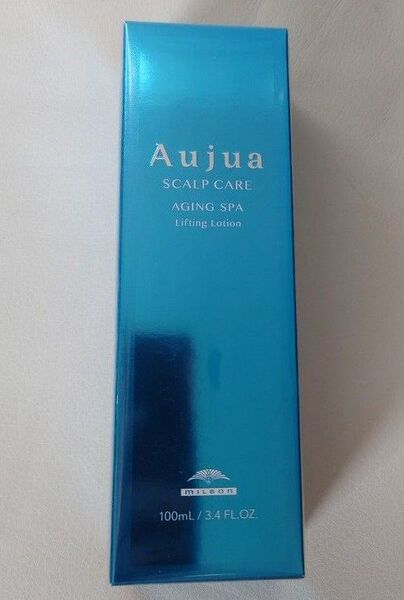 Aujua
SCALP CARE
AGING SPA
Lifting Lotion
MILBON
100mL / 3.4 FL.OZ.